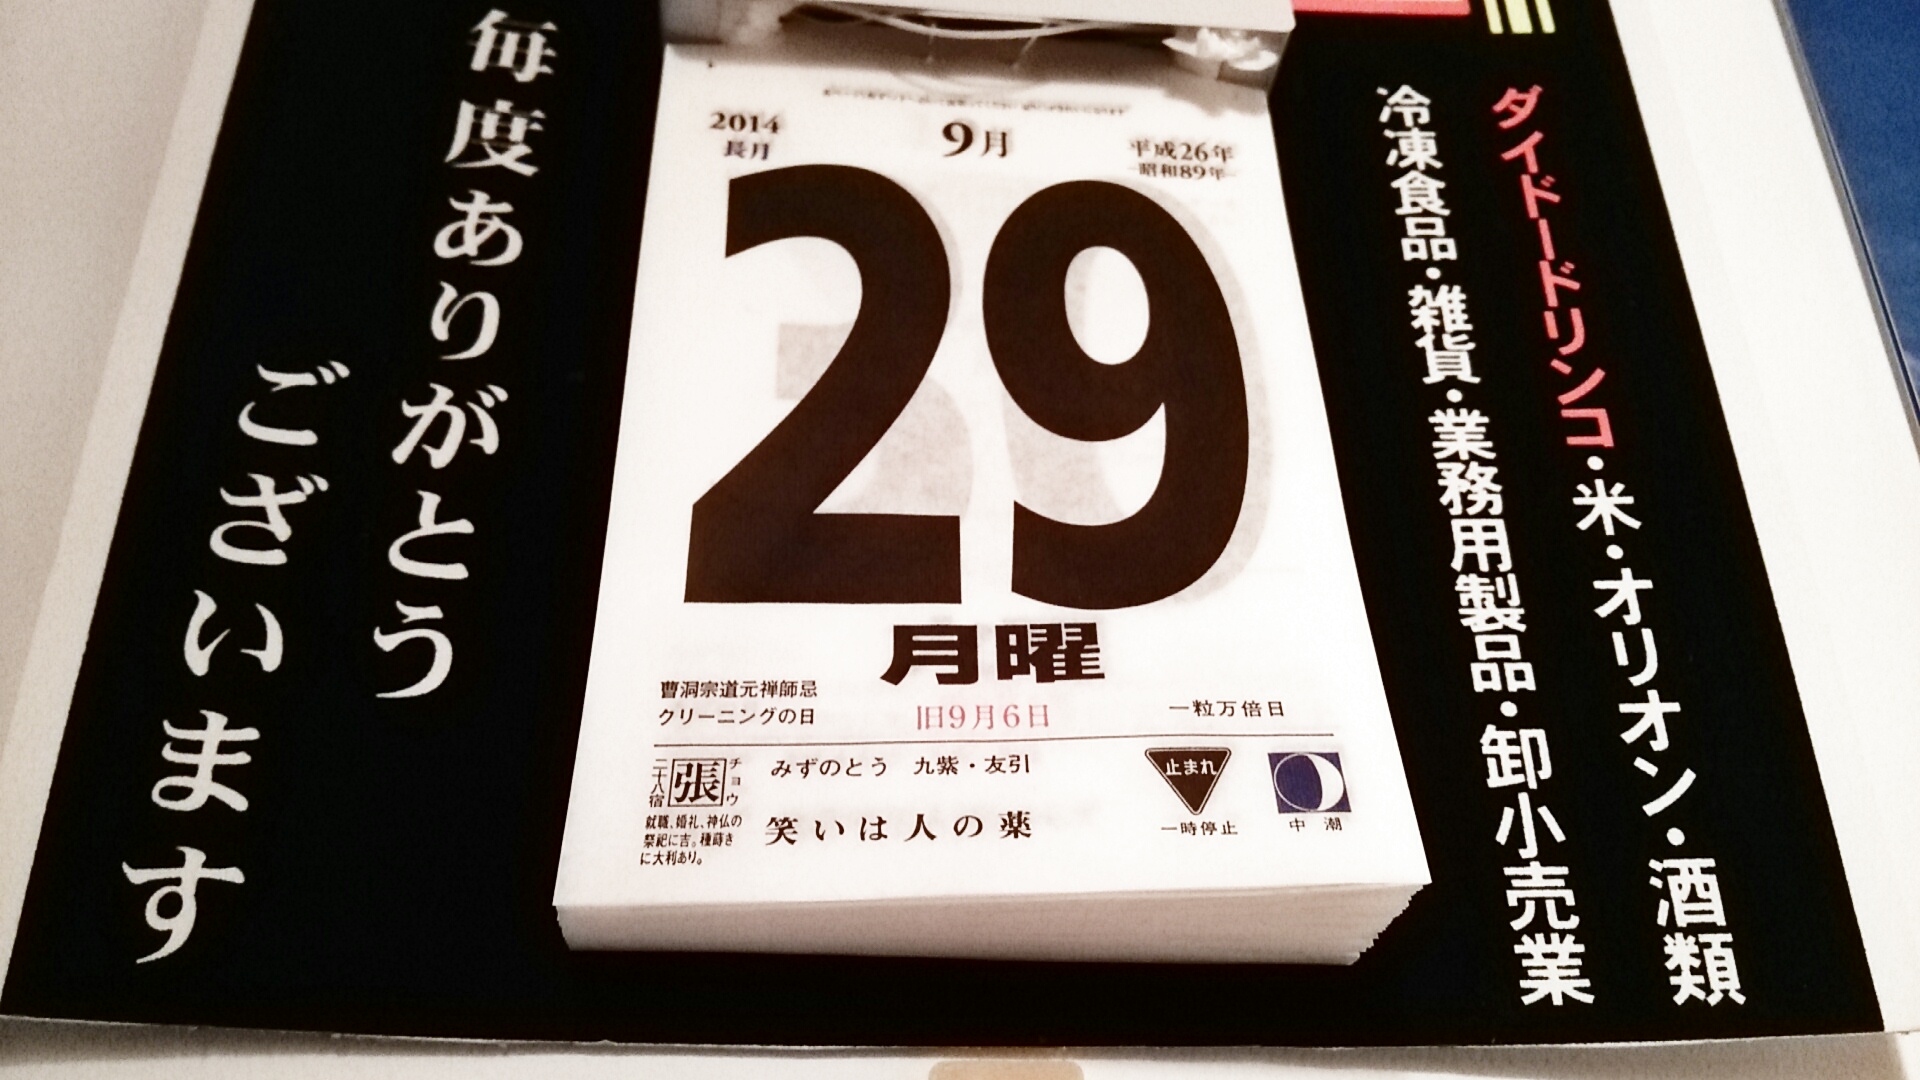 毎度ありがとう
ございます
2014
長月
9月
平成26年
昭和89年
29
月曜
曹洞宗道元禅師忌
クリーニングの日
旧9月6日
一粒万倍日
二十八宿
張
チョウ
就職、婚礼、神仏の
祭祀に吉。種蒔き
に大利あり。
みずのとう 九紫・友引
笑いは人の薬
止まれ
一時停止
中潮
ダイドードリンコ・米・オリオン・酒類
冷凍食品・雑貨・業務用製品・卸小売業